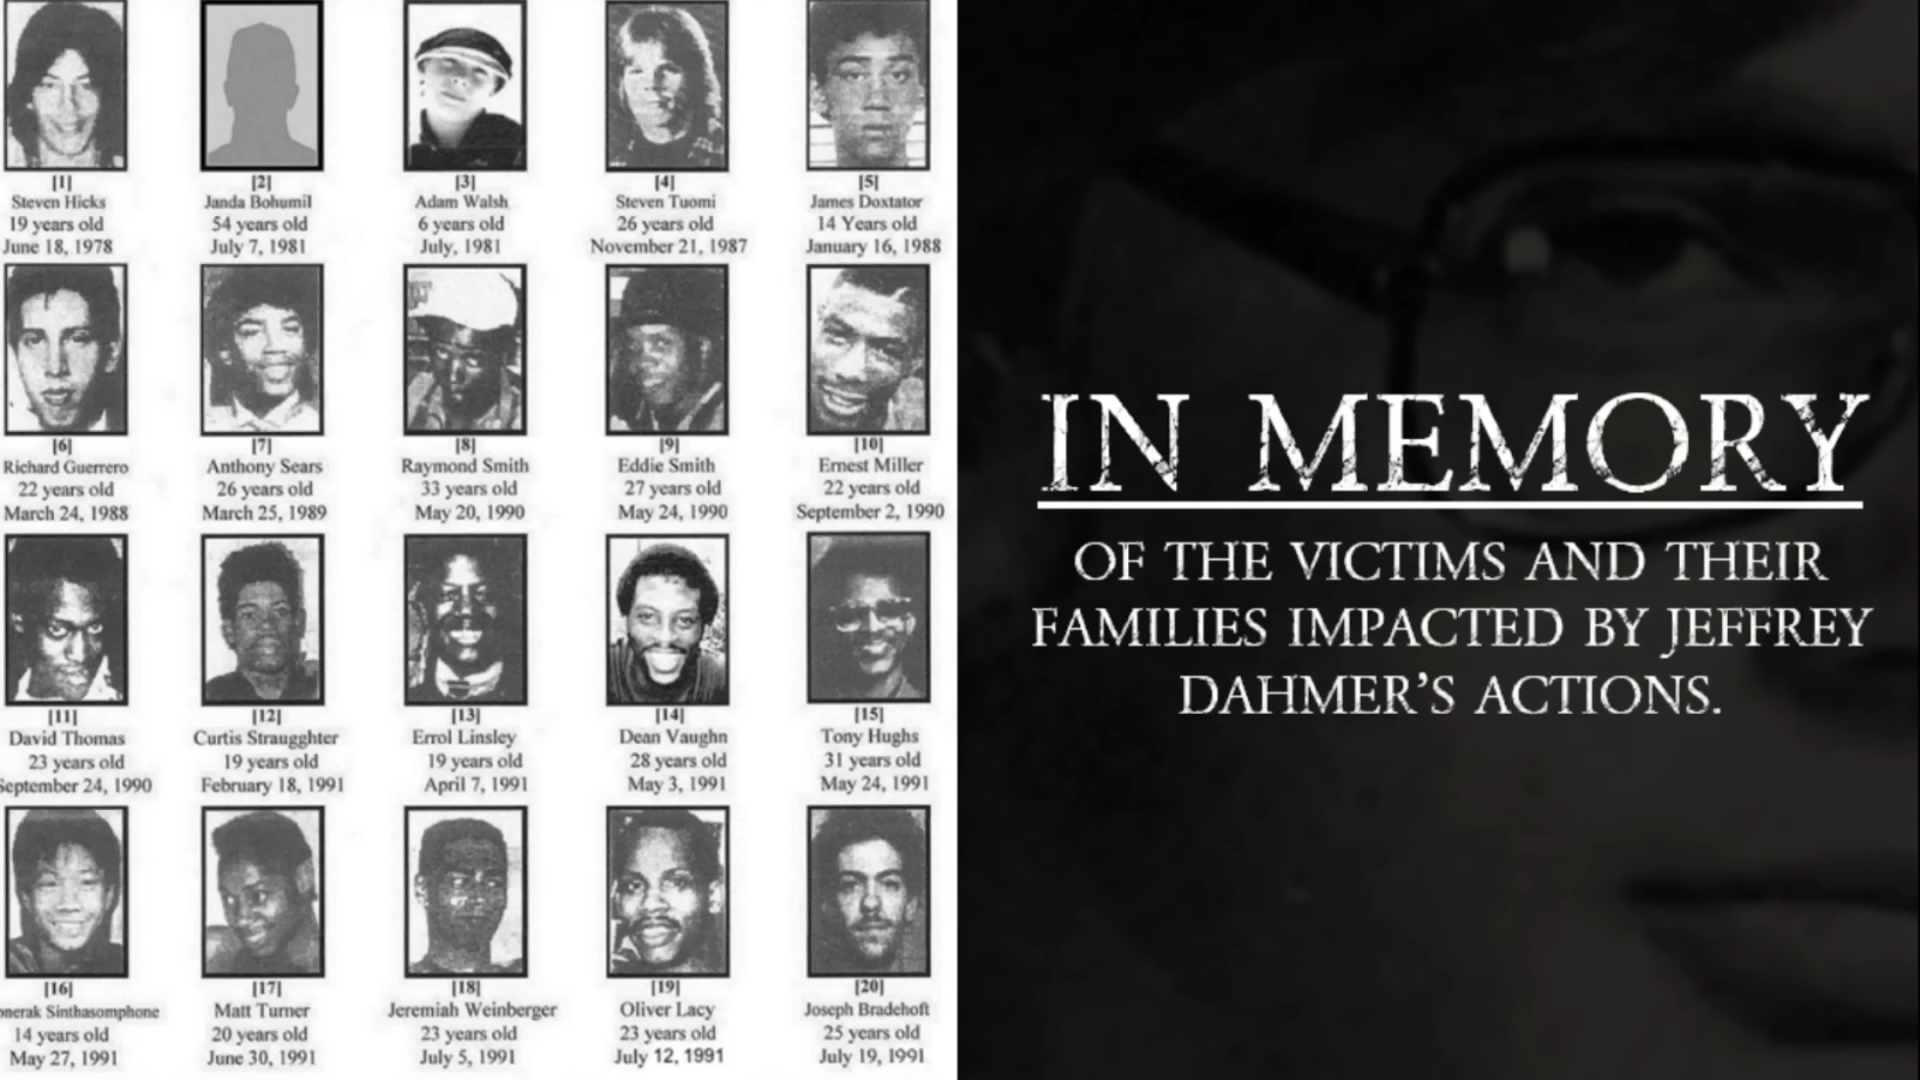 [1] [2] [3] [4] [5]
Steven Hicks Janda Bohumil Adam Walsh Steven Tuomi James Doxtator
19 years old 54 years old 6 years old 26 years old 14 Years old
June 18, 1978 July 7, 1981 July, 1981 November 21, 1987 January 16, 1988
[6] [7] [8] [9] [10]
Richard Guerrero Anthony Sears Raymond Smith Eddie Smith Ernest Miller
22 years old 26 years old 33 years old 27 years old 22 years old
March 24, 1988 March 25, 1989 May 20, 1990 May 24, 1990 September 2, 1990
[11] [12] [13] [14] [15]
David Thomas Curtis Straugghter Errol Linsley Dean Vaughn Tony Hughs
23 years old 19 years old 19 years old 28 years old 31 years old
September 24, 1990 February 18, 1991 April 7, 1991 May 3, 1991 May 24, 1991
[16] [17] [18] [19] [20]
onerak Sinthasomphone Matt Turner Jeremiah Weinberger Oliver Lacy Joseph Bradehoft
14 years old 20 years old 23 years old 23 years old 25 years old
May 27, 1991 June 30, 1991 July 5, 1991 July 12, 1991 July 19, 1991
IN MEMORY
OF THE VICTIMS AND THEIR
FAMILIES IMPACTED BY JEFFREY
DAHMER'S ACTIONS.